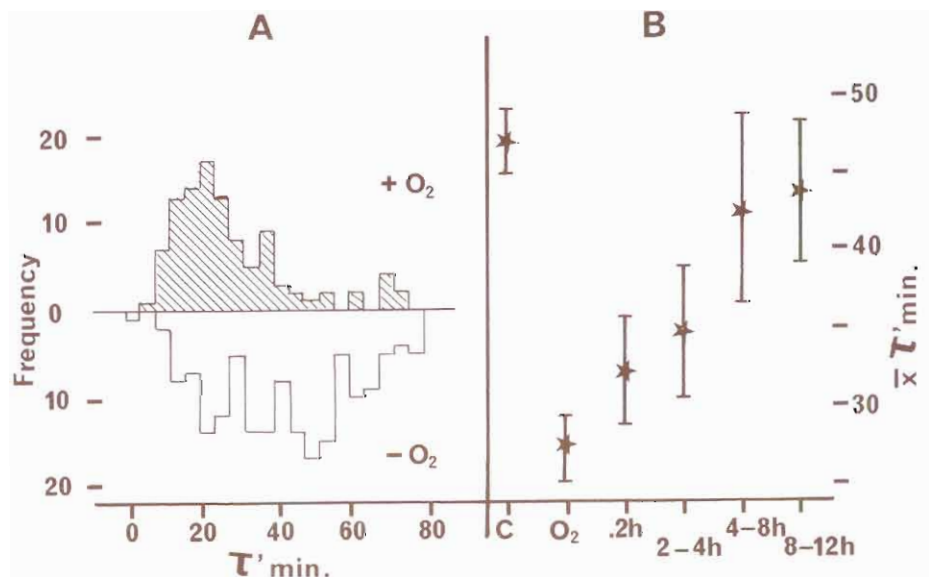 A
B
20
10
0
10
20
Frequency
+ O₂
− O₂
0 20 40 60 80
τ' min.
50
40
30
x̄ τ' min.
C O₂ .2h 2–4h 4–8h 8–12h